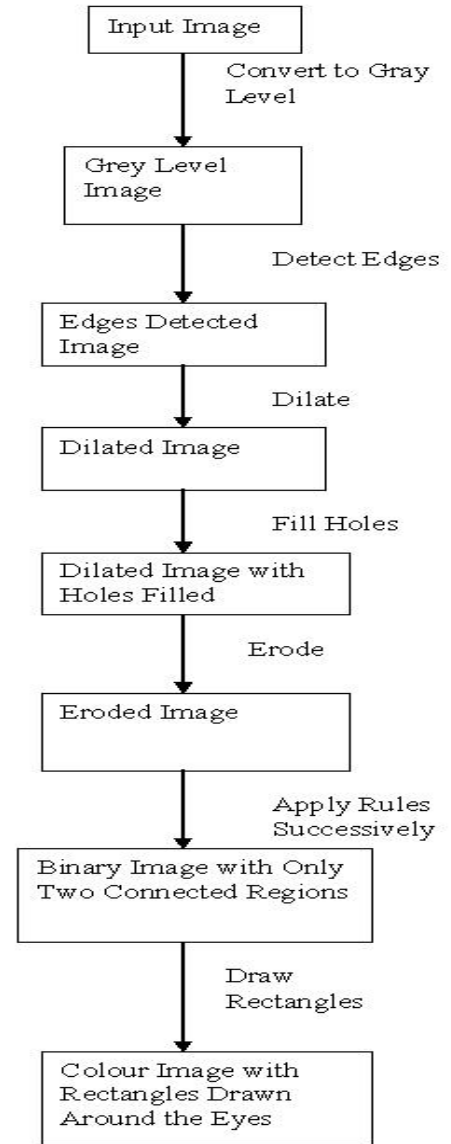 Input Image
Convert to Gray
Level
Grey Level
Image
Detect Edges
Edges Detected
Image
Dilate
Dilated Image
Fill Holes
Dilated Image with
Holes Filled
Erode
Eroded Image
Apply Rules
Successively
Binary Image with Only
Two Connected Regions
Draw
Rectangles
Colour Image with
Rectangles Drawn
Around the Eyes